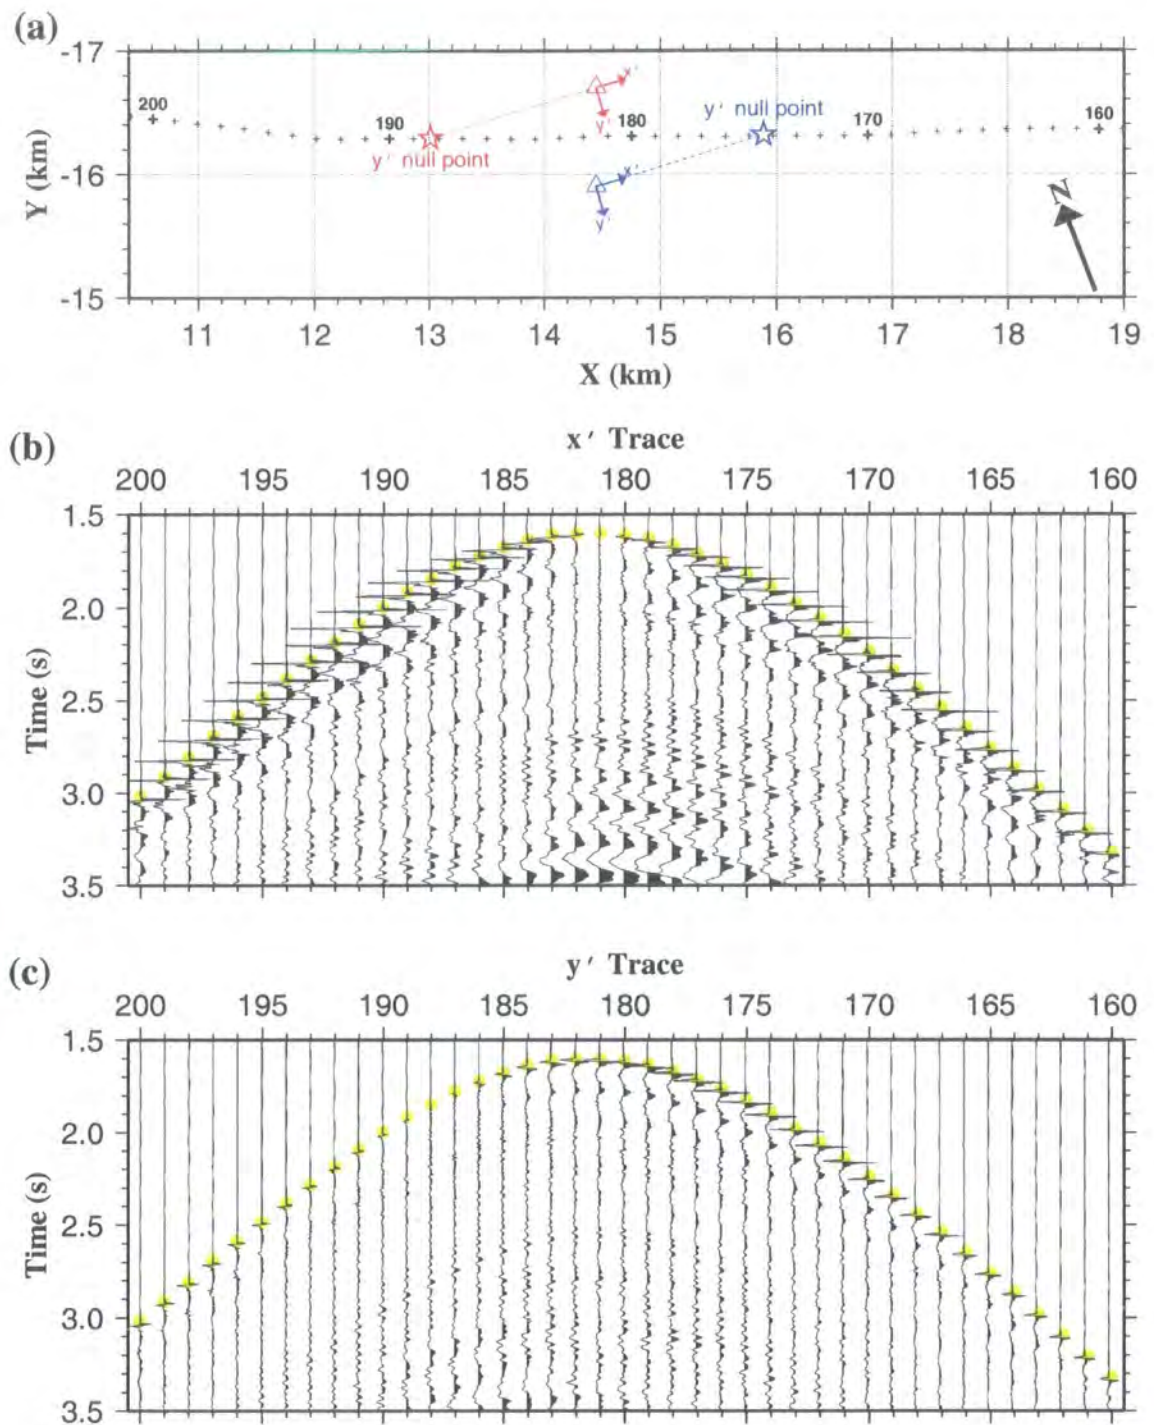 (a)
-17
-16
-15
Y (km)
200
190
180
170
160
x'
y'
y' null point
y' null point
x'
y'
N
11 12 13 14 15 16 17 18 19
X (km)
(b)
x' Trace
200 195 190 185 180 175 170 165 160
1.5
2.0
2.5
3.0
3.5
Time (s)
(c)
y' Trace
200 195 190 185 180 175 170 165 160
1.5
2.0
2.5
3.0
3.5
Time (s)